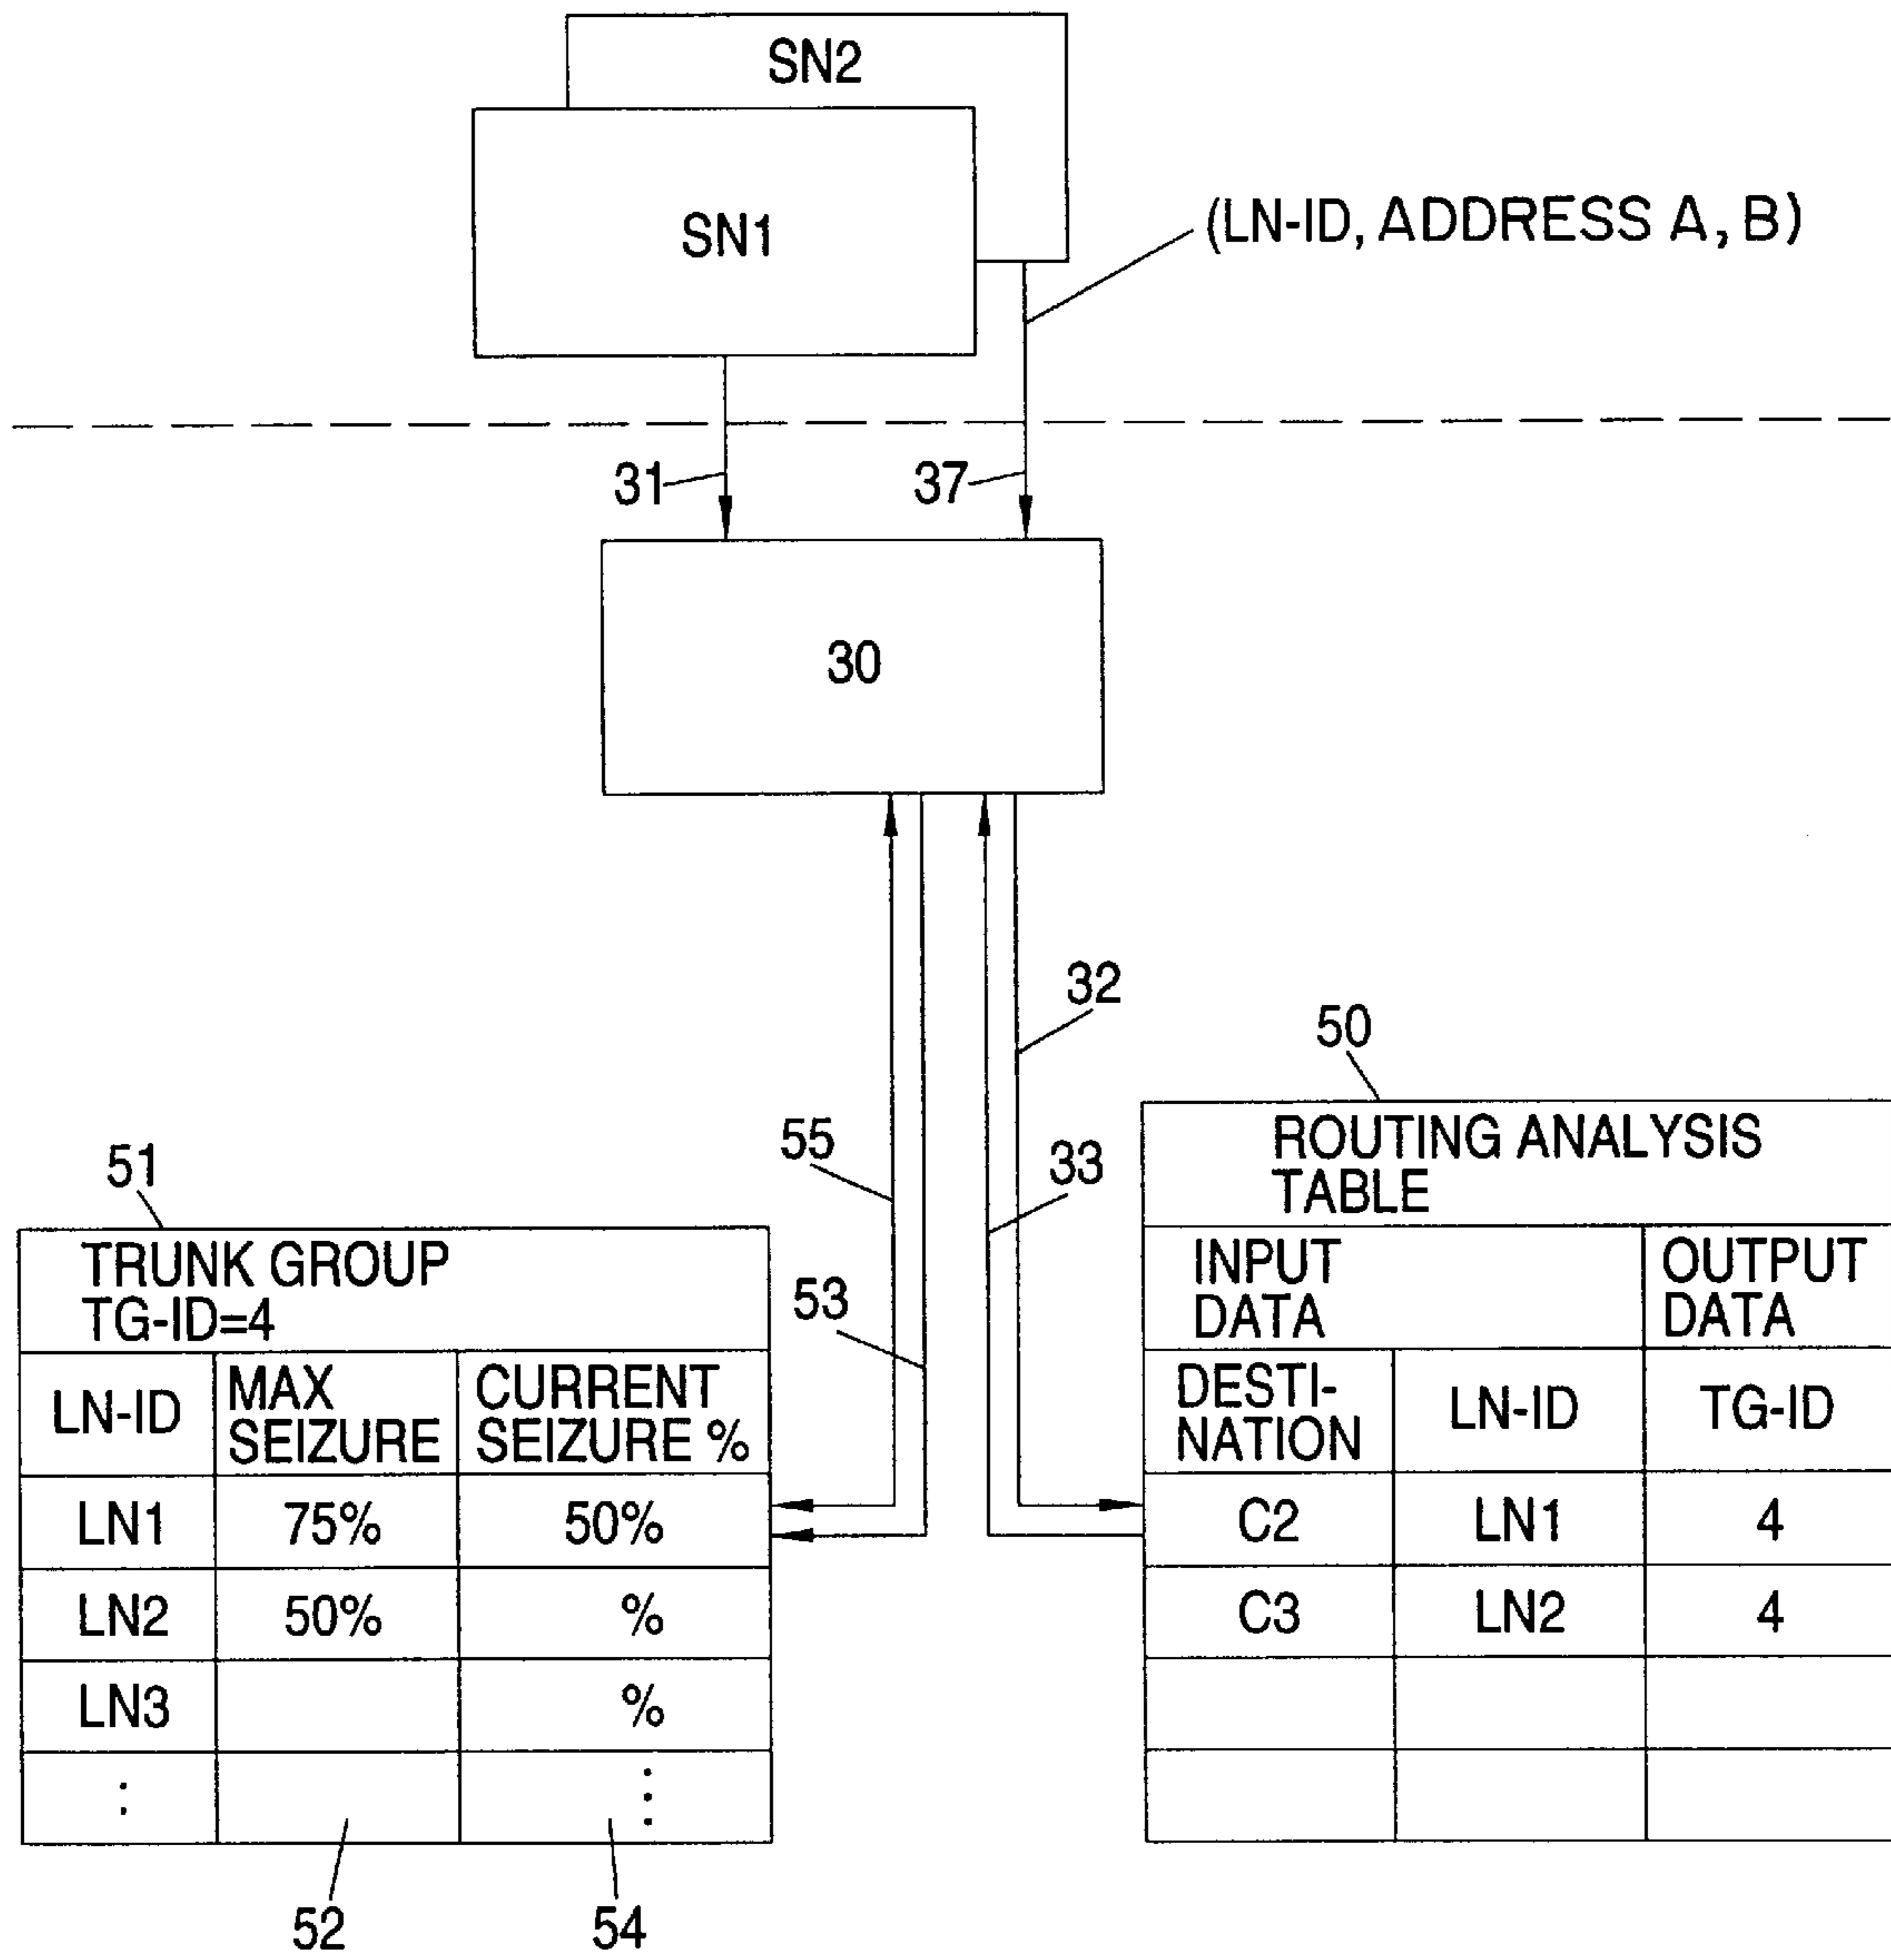 SN2
SN1
(LN-ID, ADDRESS A, B)
31
37
30
32
50
55
33
51
53
ROUTING ANALYSIS
TABLE
INPUT
DATA
OUTPUT
DATA
DESTI-
NATION
LN-ID
TG-ID
C2 LN1 4
C3 LN2 4
TRUNK GROUP
TG-ID=4
LN-ID
MAX
SEIZURE
CURRENT
SEIZURE %
LN1 75% 50%
LN2 50% %
LN3 %
: ⋮
52
54